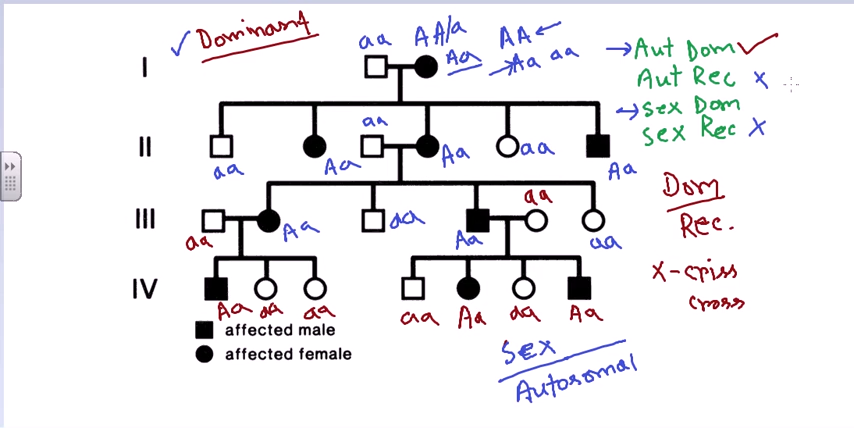 ✓ Dominant
aa AA/a AA ←
Aa → Aa aa
→ Aut Dom ✓
Aut Rec x
→ Sex Dom
Sex Rec X
I
aa
II
aa Aa Aa aa Aa
Dom
Rec.
aa
III
aa Aa aa Aa aa
X-criss
cross
IV
Aa aa aa aa Aa aa Aa
affected male
affected female
Sex
Autosomal